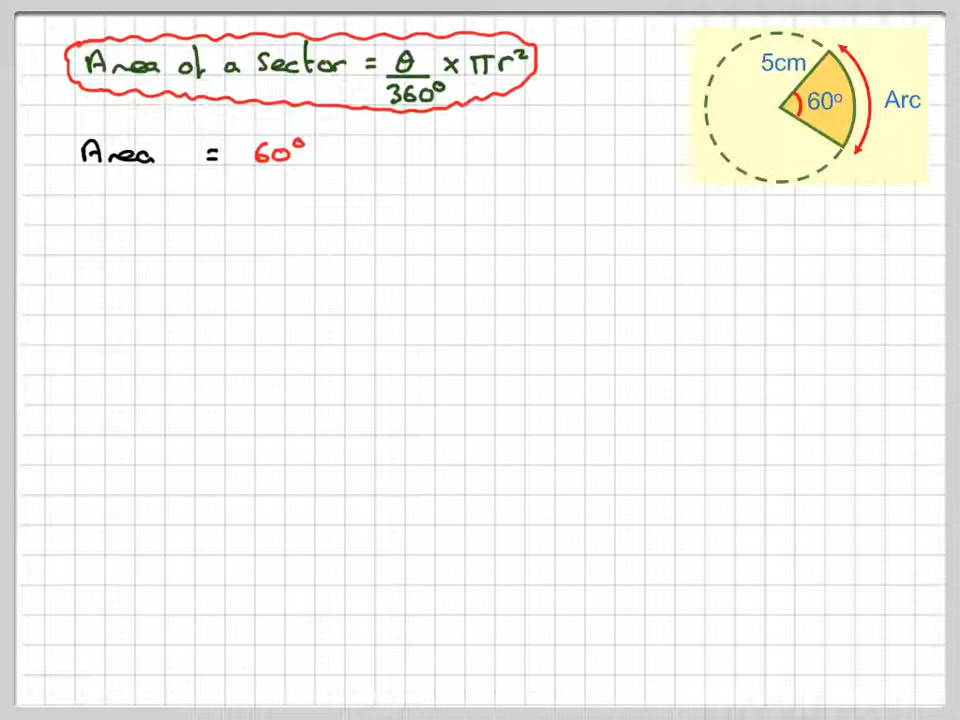 Area of a sector = θ/360° × πr²
Area = 60°
5cm
60°
Arc